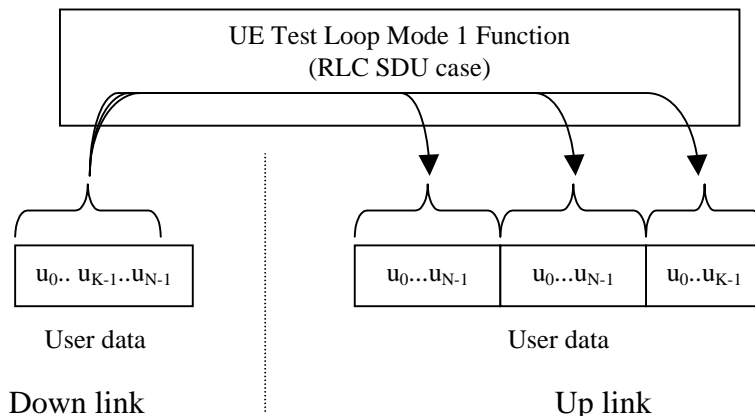 UE Test Loop Mode 1 Function
(RLC SDU case)
u0.. uK-1..uN-1
u0...uN-1
u0...uN-1
u0..uK-1
User data
User data
Down link
Up link